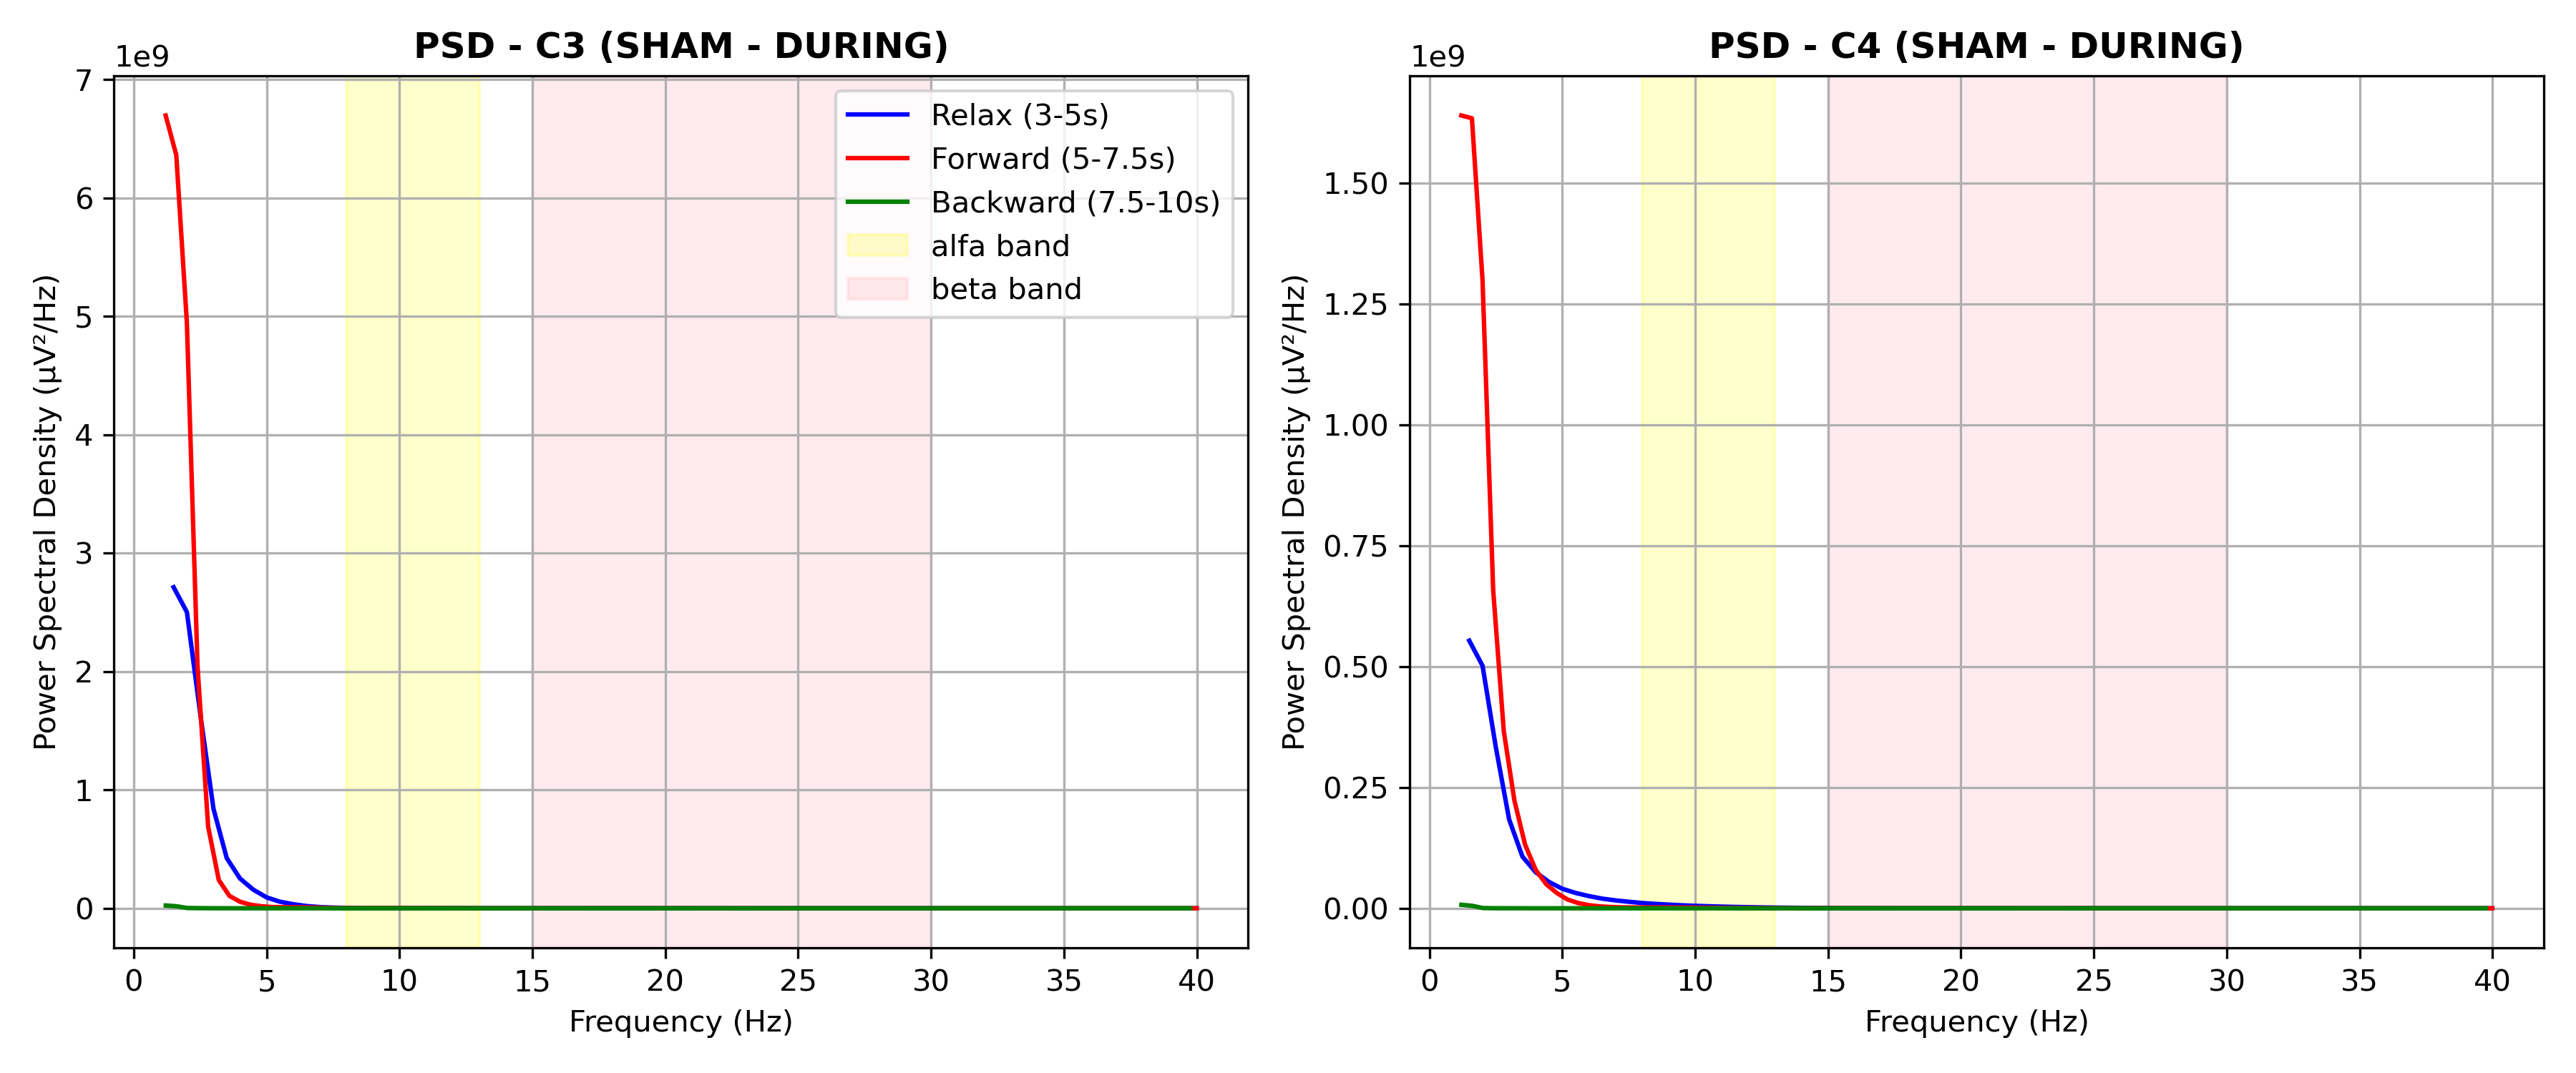 PSD - C3 (SHAM - DURING)
1e9
7
6
5
4
3
2
1
0
Power Spectral Density (µV²/Hz)
Relax (3-5s)
Forward (5-7.5s)
Backward (7.5-10s)
alfa band
beta band
0 5 10 15 20 25 30 35 40
Frequency (Hz)
PSD - C4 (SHAM - DURING)
1e9
1.50
1.25
1.00
0.75
0.50
0.25
0.00
Power Spectral Density (µV²/Hz)
0 5 10 15 20 25 30 35 40
Frequency (Hz)